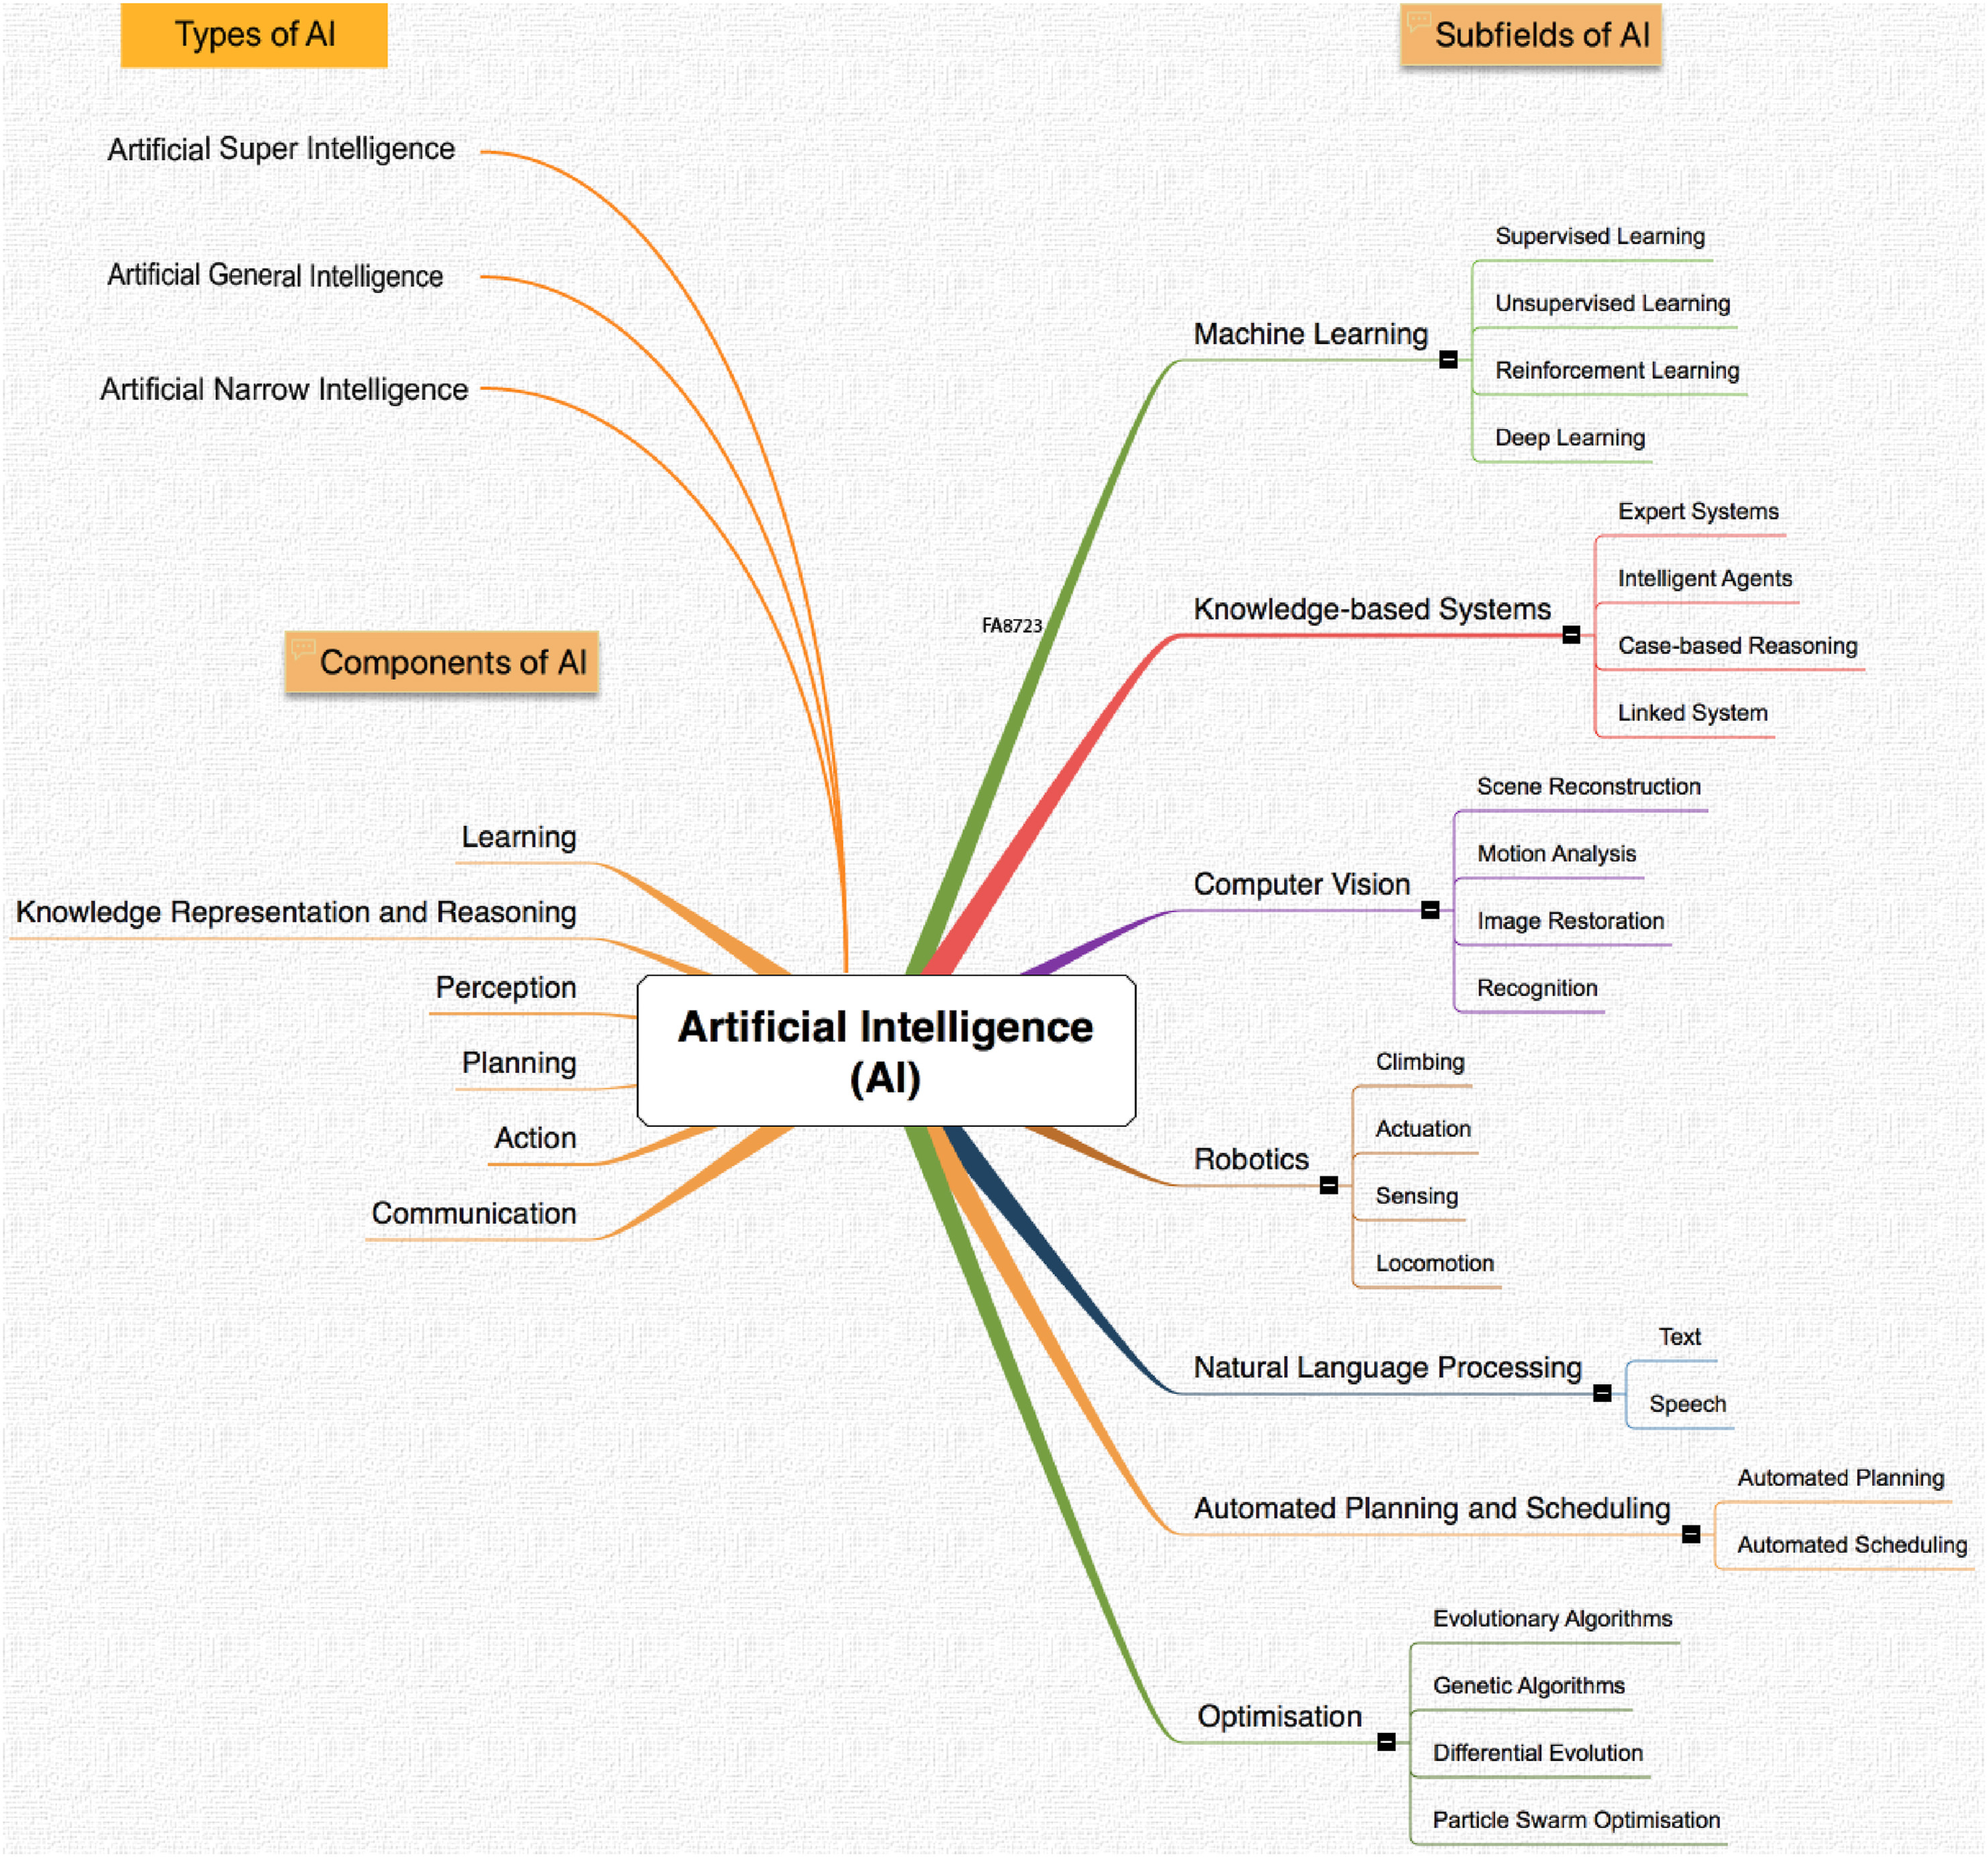 Types of AI
Artificial Super Intelligence
Artificial General Intelligence
Artificial Narrow Intelligence
Components of AI
Learning
Knowledge Representation and Reasoning
Perception
Planning
Action
Communication
Artificial Intelligence
(AI)
Subfields of AI
FA8723
Machine Learning
Supervised Learning
Unsupervised Learning
Reinforcement Learning
Deep Learning
Knowledge-based Systems
Expert Systems
Intelligent Agents
Case-based Reasoning
Linked System
Computer Vision
Scene Reconstruction
Motion Analysis
Image Restoration
Recognition
Robotics
Climbing
Actuation
Sensing
Locomotion
Natural Language Processing
Text
Speech
Automated Planning and Scheduling
Automated Planning
Automated Scheduling
Optimisation
Evolutionary Algorithms
Genetic Algorithms
Differential Evolution
Particle Swarm Optimisation